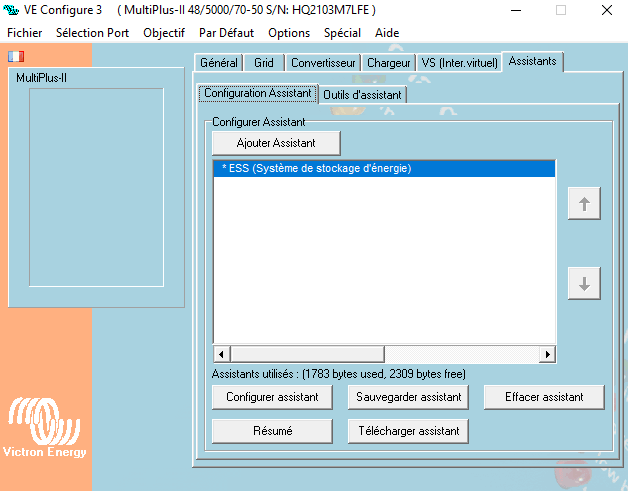 VE Configure 3 ( MultiPlus-II 48/5000/70-50 S/N: HQ2103M7LFE )
Fichier Sélection Port Objectif Par Défaut Options Spécial Aide
MultiPlus-II
Général Grid Convertisseur Chargeur VS (Inter.virtuel) Assistants
Configuration Assistant Outils d'assistant
Configurer Assistant
Ajouter Assistant
* ESS (Système de stockage d'énergie)
Assistants utilisés : (1783 bytes used, 2309 bytes free)
Configurer assistant Sauvegarder assistant Effacer assistant
Résumé Télécharger assistant
Victron Energy